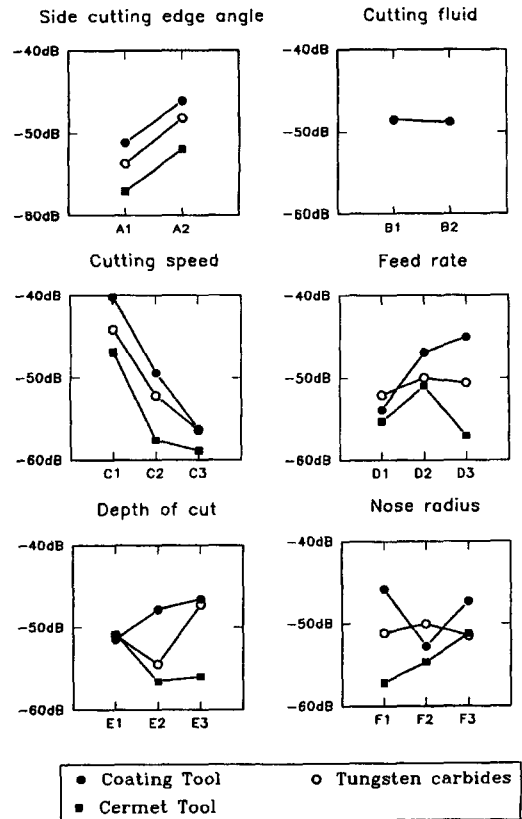 Side cutting edge angle
-40dB
-50dB
-60dB
A1 A2
Cutting fluid
-40dB
-50dB
-60dB
B1 B2
Cutting speed
-40dB
-50dB
-60dB
C1 C2 C3
Feed rate
-40dB
-50dB
-60dB
D1 D2 D3
Depth of cut
-40dB
-50dB
-60dB
E1 E2 E3
Nose radius
-40dB
-50dB
-60dB
F1 F2 F3
Coating Tool
Tungsten carbides
Cermet Tool